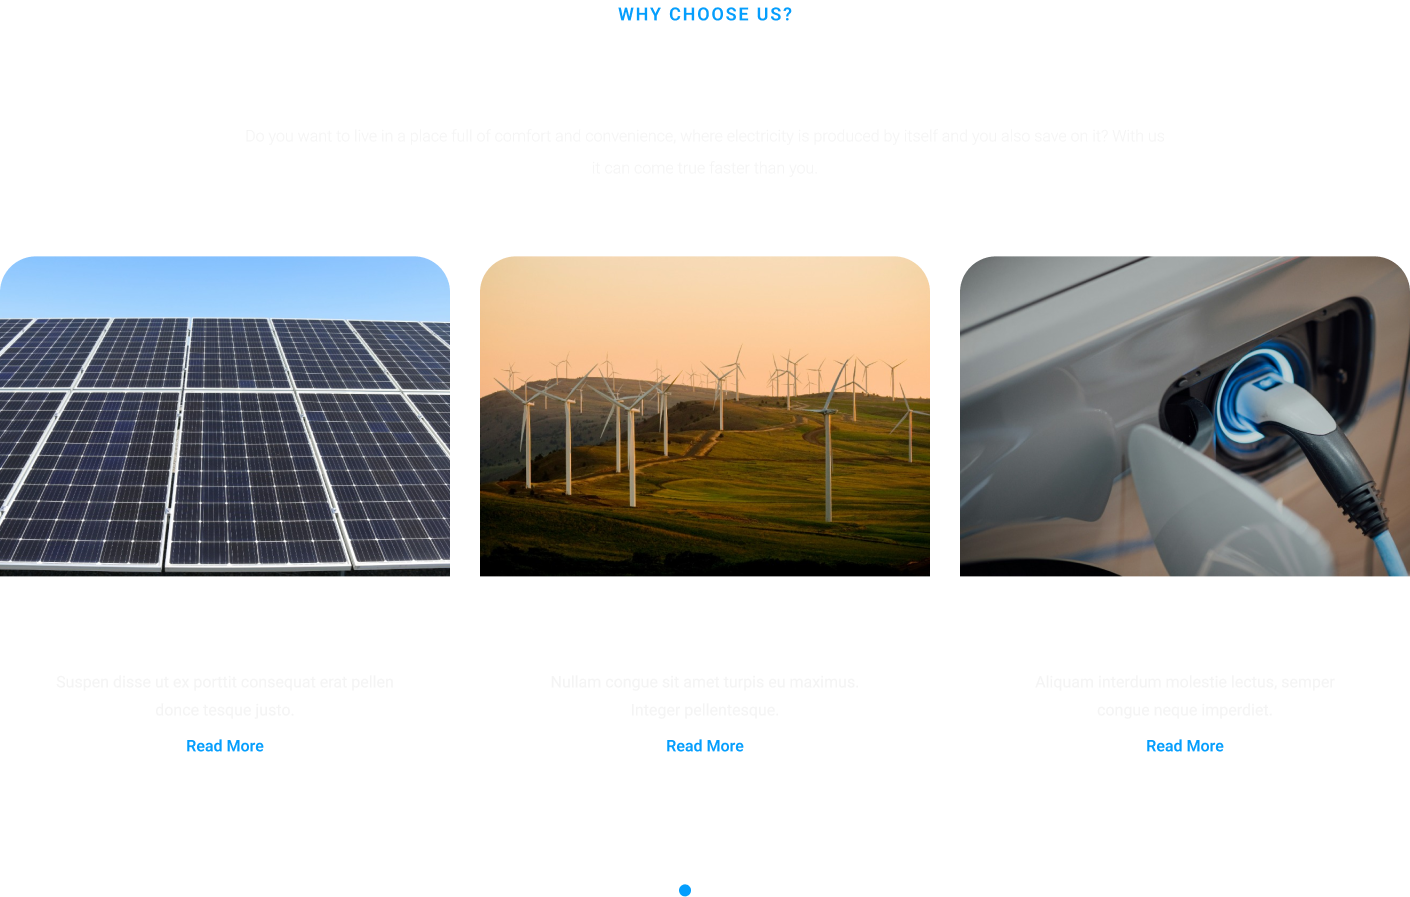 WHY CHOOSE US?
Do you want to live in a place full of comfort and convenience, where electricity is produced by itself and you also save on it? With us
it can come true faster than you.
Suspen disse ut ex porttit consequat erat pellen
donce tesque justo.
Read More
Nullam congue sit amet turpis eu maximus.
Integer pellentesque.
Read More
Aliquam interdum molestie lectus, semper
congue neque imperdiet.
Read More